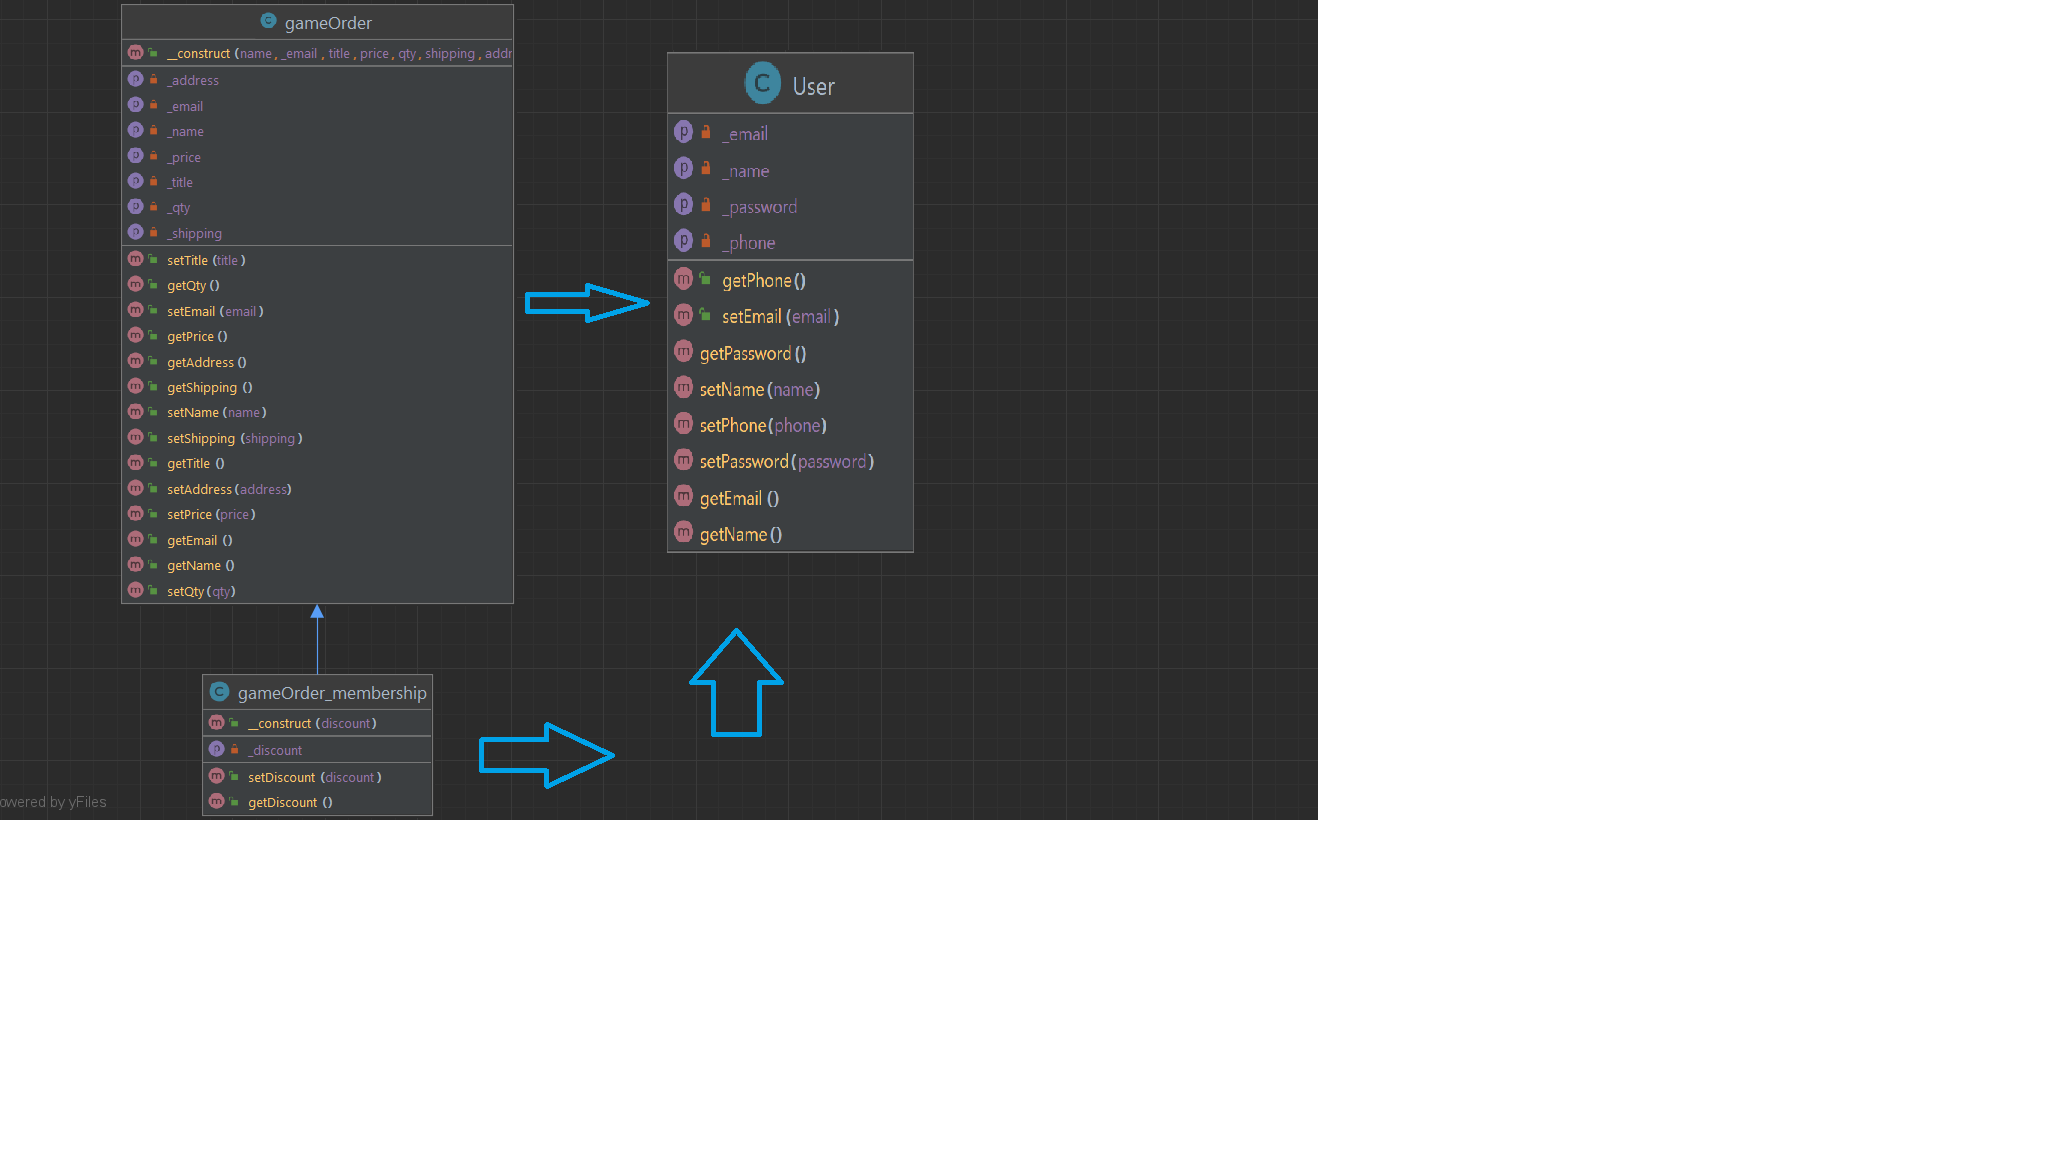 gameOrder
__construct (name, _email, title, price, qty, shipping, addr
_address
_email
_name
_price
_title
_qty
_shipping
setTitle (title)
getQty ()
setEmail (email)
getPrice ()
getAddress ()
getShipping ()
setName (name)
setShipping (shipping)
getTitle ()
setAddress (address)
setPrice (price)
getEmail ()
getName ()
setQty (qty)
gameOrder_membership
__construct (discount)
_discount
setDiscount (discount)
getDiscount ()
owered by yFiles
User
_email
_name
_password
_phone
getPhone ()
setEmail (email)
getPassword ()
setName (name)
setPhone (phone)
setPassword (password)
getEmail ()
getName ()